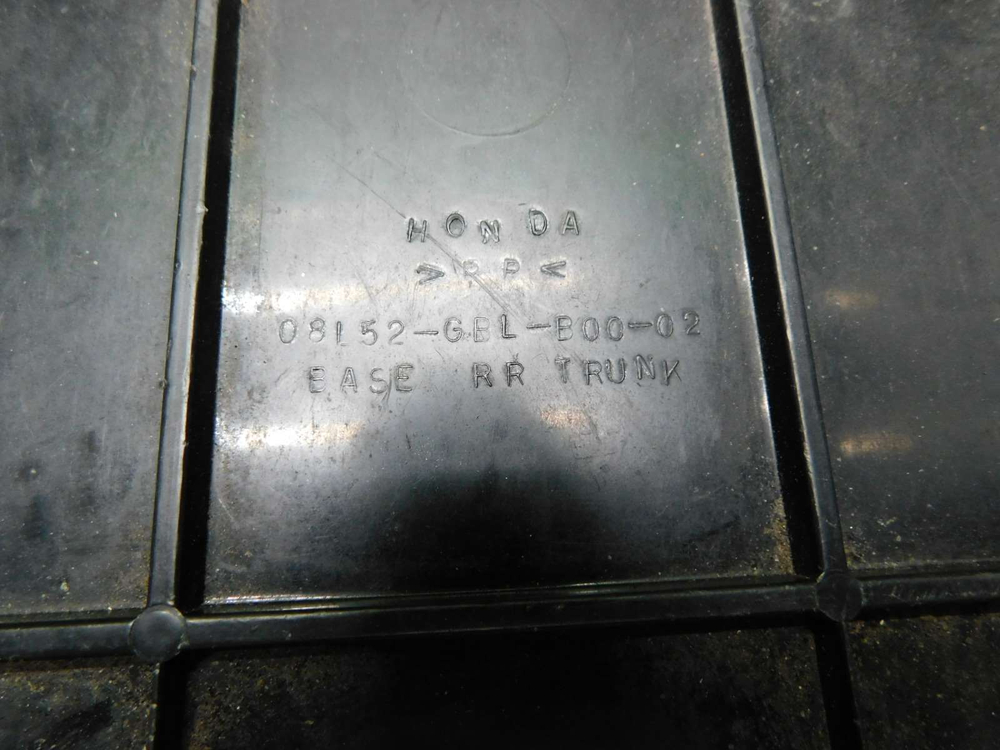 HONDA
>PP<
08L52-GBL-B00-02
BASE RR TRUNK